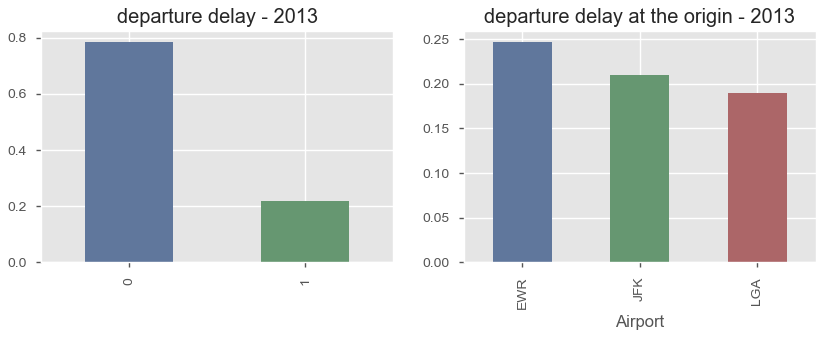 departure delay - 2013
0.8
0.6
0.4
0.2
0.0
0
1
departure delay at the origin - 2013
0.25
0.20
0.15
0.10
0.05
0.00
EWR
JFK
LGA
Airport